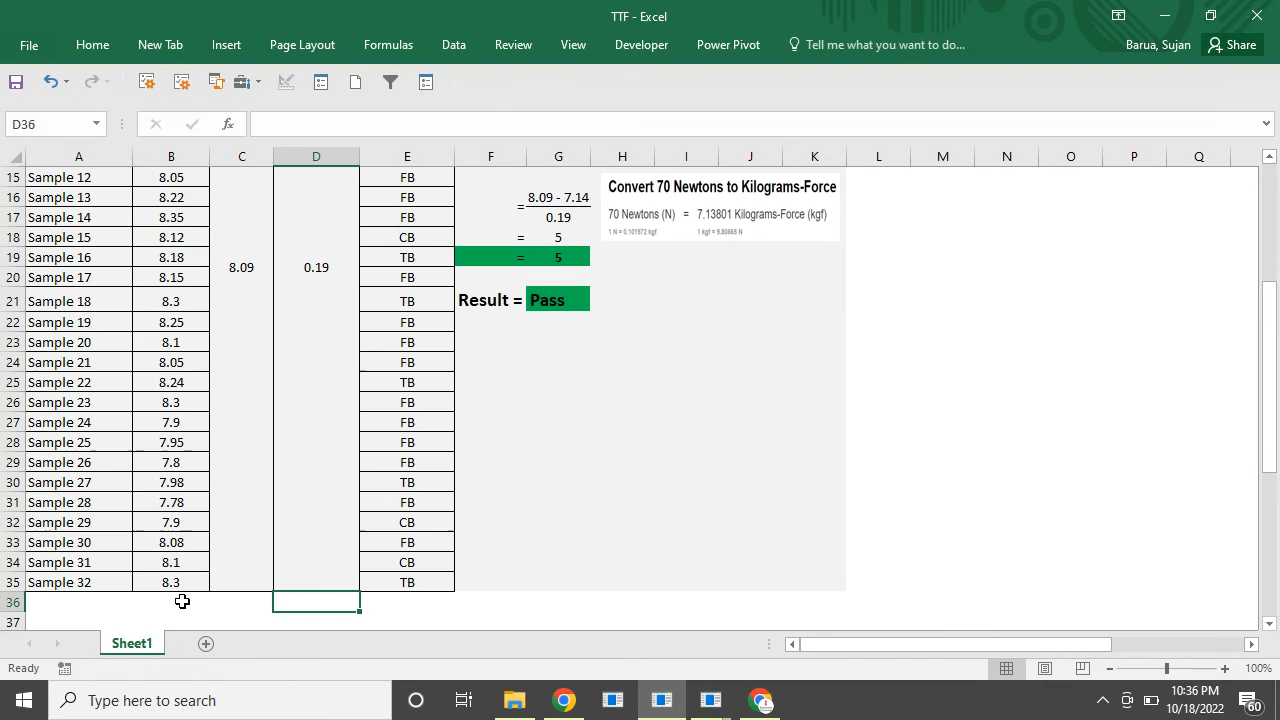 TTF - Excel
File Home New Tab Insert Page Layout Formulas Data Review View Developer Power Pivot Tell me what you want to do... Barua, Sujan Share
D36 fx
A B C D E F G H I J K L M N O P Q
15 Sample 12 8.05 FB
16 Sample 13 8.22 FB
17 Sample 14 8.35 FB
18 Sample 15 8.12 CB = 5
19 Sample 16 8.18 TB = 5
20 Sample 17 8.15 FB
21 Sample 18 8.3 TB Result = Pass
22 Sample 19 8.25 FB
23 Sample 20 8.1 FB
24 Sample 21 8.05 FB
25 Sample 22 8.24 TB
26 Sample 23 8.3 FB
27 Sample 24 7.9 FB
28 Sample 25 7.95 FB
29 Sample 26 7.8 FB
30 Sample 27 7.98 TB
31 Sample 28 7.78 FB
32 Sample 29 7.9 CB
33 Sample 30 8.08 FB
34 Sample 31 8.1 CB
35 Sample 32 8.3 TB
36
37
8.09 0.19
= 8.09 - 7.14
0.19
Convert 70 Newtons to Kilograms-Force
70 Newtons (N) = 7.13801 Kilograms-Force (kgf)
1 N = 0.101972 kgf 1 kgf = 9.80665 N
Sheet1
Ready 100%
Type here to search
10:36 PM
10/18/2022
60